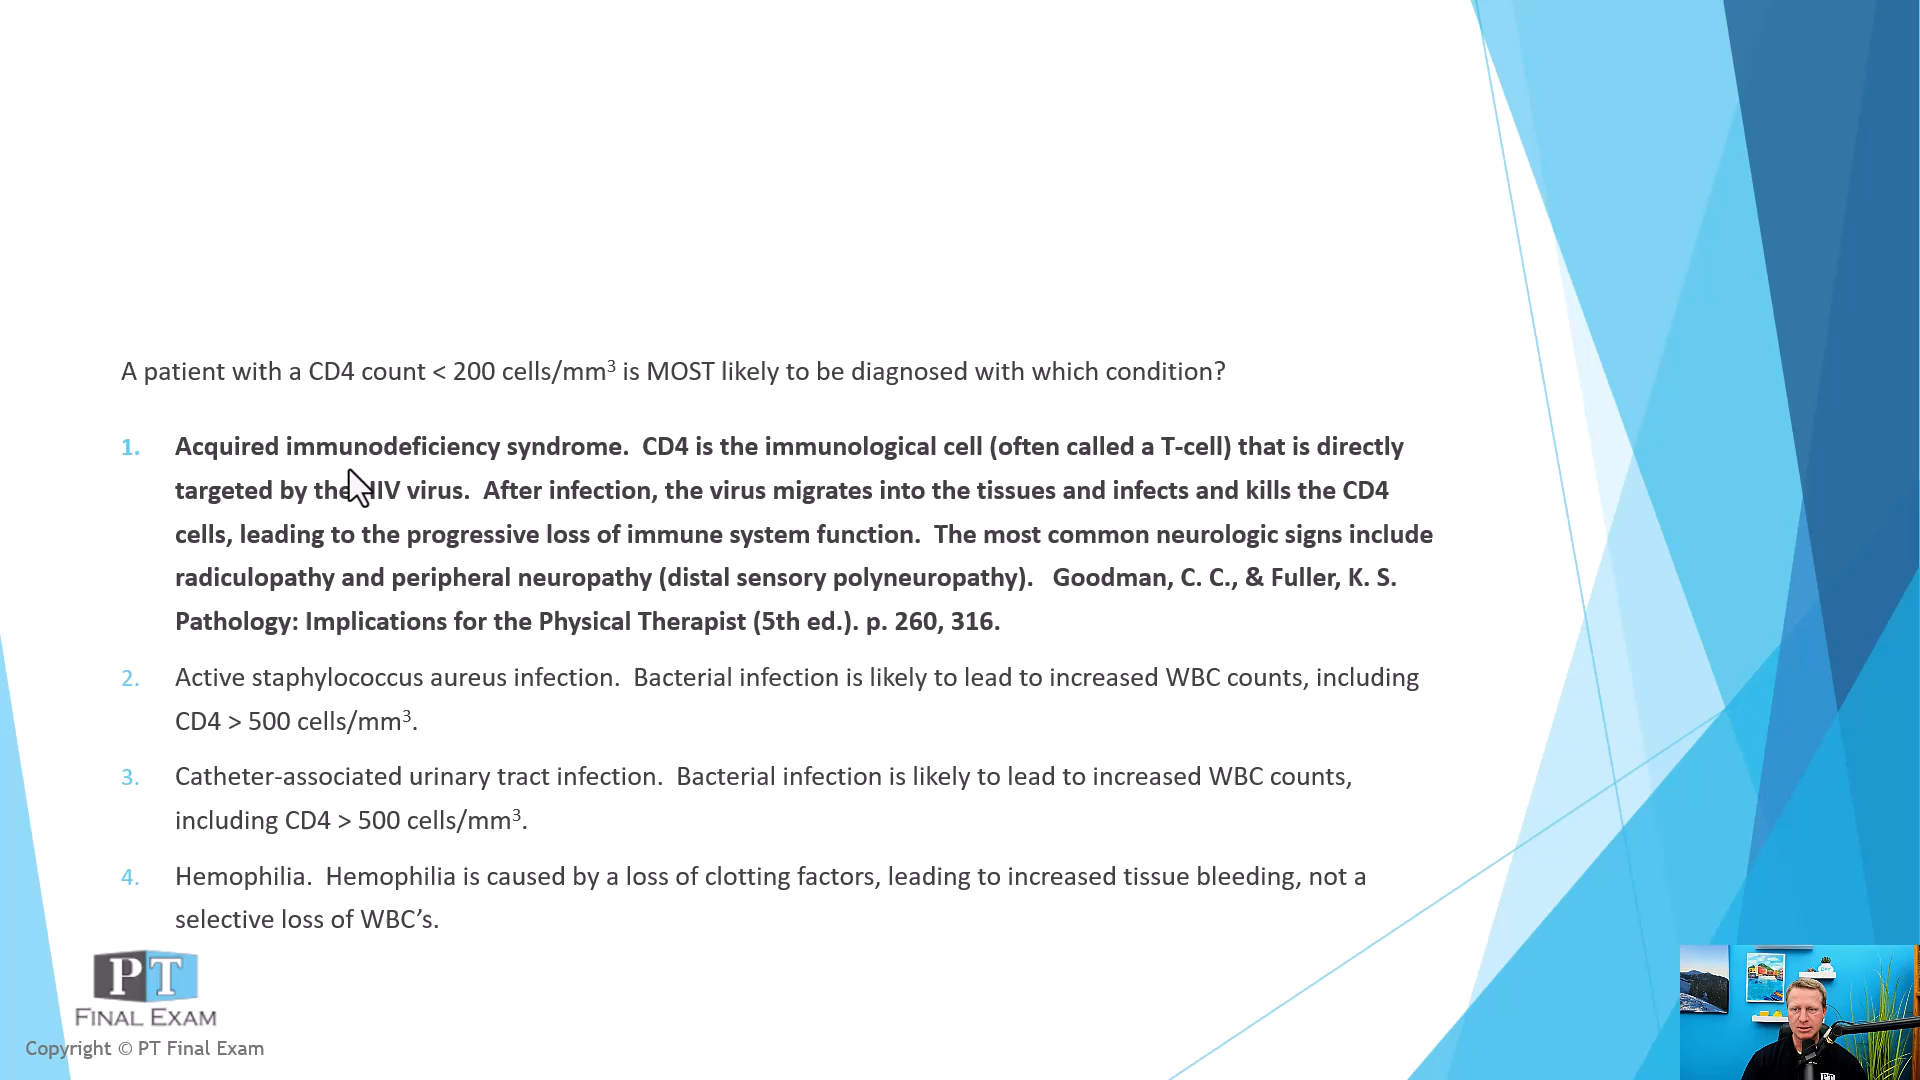 A patient with a CD4 count < 200 cells/mm³ is MOST likely to be diagnosed with which condition?
1. Acquired immunodeficiency syndrome. CD4 is the immunological cell (often called a T-cell) that is directly
targeted by the HIV virus. After infection, the virus migrates into the tissues and infects and kills the CD4
cells, leading to the progressive loss of immune system function. The most common neurologic signs include
radiculopathy and peripheral neuropathy (distal sensory polyneuropathy). Goodman, C. C., & Fuller, K. S.
Pathology: Implications for the Physical Therapist (5th ed.). p. 260, 316.
2. Active staphylococcus aureus infection. Bacterial infection is likely to lead to increased WBC counts, including
CD4 > 500 cells/mm³.
3. Catheter-associated urinary tract infection. Bacterial infection is likely to lead to increased WBC counts,
including CD4 > 500 cells/mm³.
4. Hemophilia. Hemophilia is caused by a loss of clotting factors, leading to increased tissue bleeding, not a
selective loss of WBC’s.
PT
FINAL EXAM
Copyright © PT Final Exam
PT